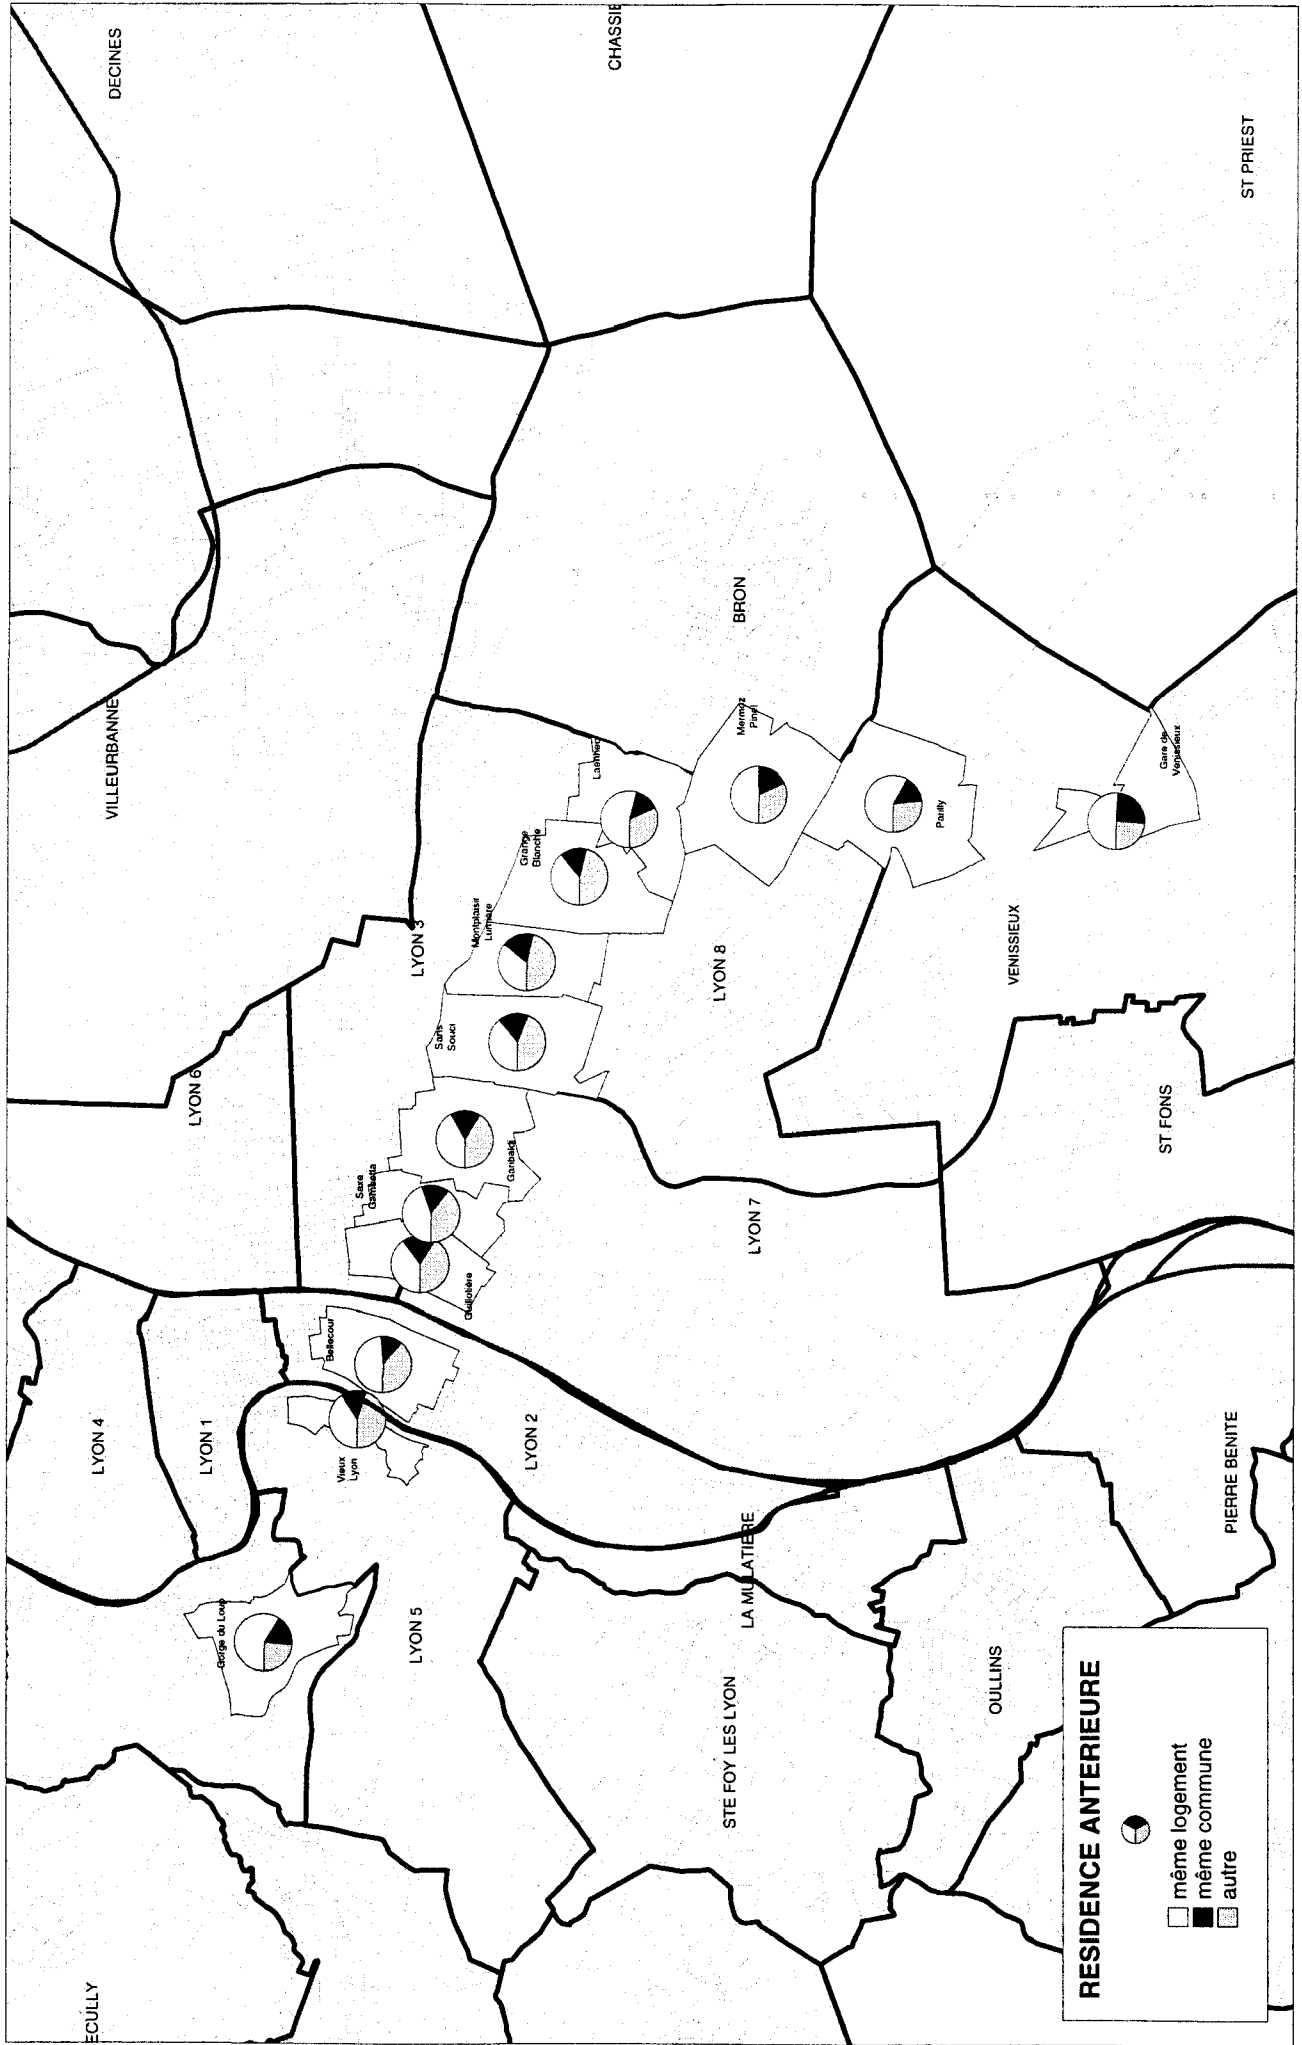 ECULLY
VILLEURBANNE
DECINES
LYON 4
LYON 1
LYON 6
CHASSIE
Gorge du Loup
Vieux
Lyon
Bellecour
Saxe
Gambetta
LYON 3
Guillotière
Garibaldi
Sans
Souci
Montplaisir
Lumière
Grange
Blanche
Laennec
LYON 5
LYON 2
STE FOY LES LYON
LA MULATIERE
LYON 7
LYON 8
BRON
Mermoz
Pinel
Parilly
OULLINS
VENISSIEUX
Gare de
Venissieux
PIERRE BENITE
ST FONS
ST PRIEST
RESIDENCE ANTERIEURE
même logement
même commune
autre